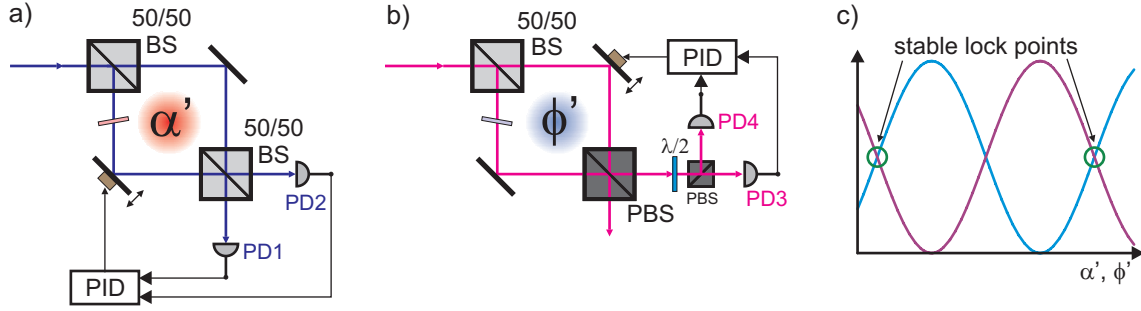 a)
50/50
BS
α’
50/50
BS
PD2
PD1
PID
b)
50/50
BS
PID
ϕ’
PD4
λ/2
PD3
PBS
PBS
c)
stable lock points
α’, ϕ’